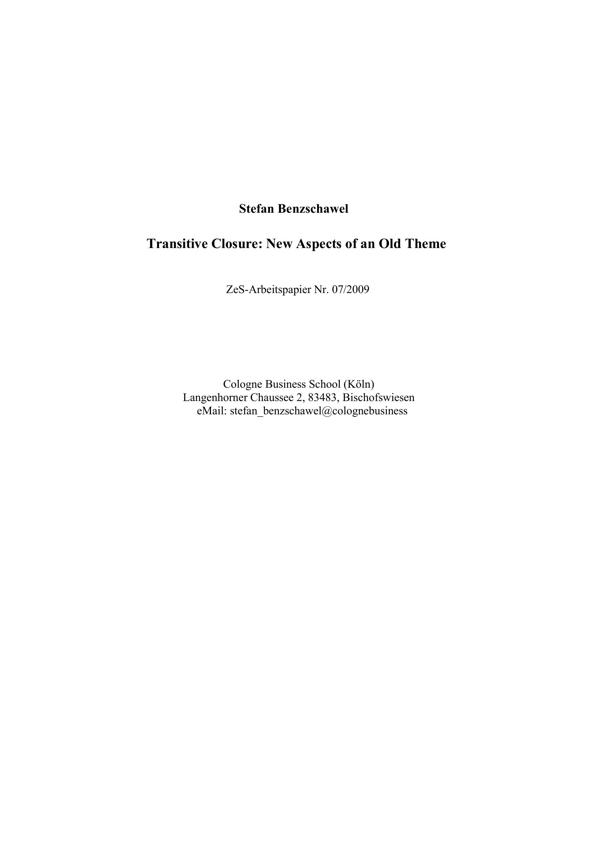 Stefan Benzschawel
Transitive Closure: New Aspects of an Old Theme
ZeS-Arbeitspapier Nr. 07/2009
Cologne Business School (Köln)
Langenhorner Chaussee 2, 83483, Bischofswiesen
eMail: stefan_benzschawel@colognebusiness